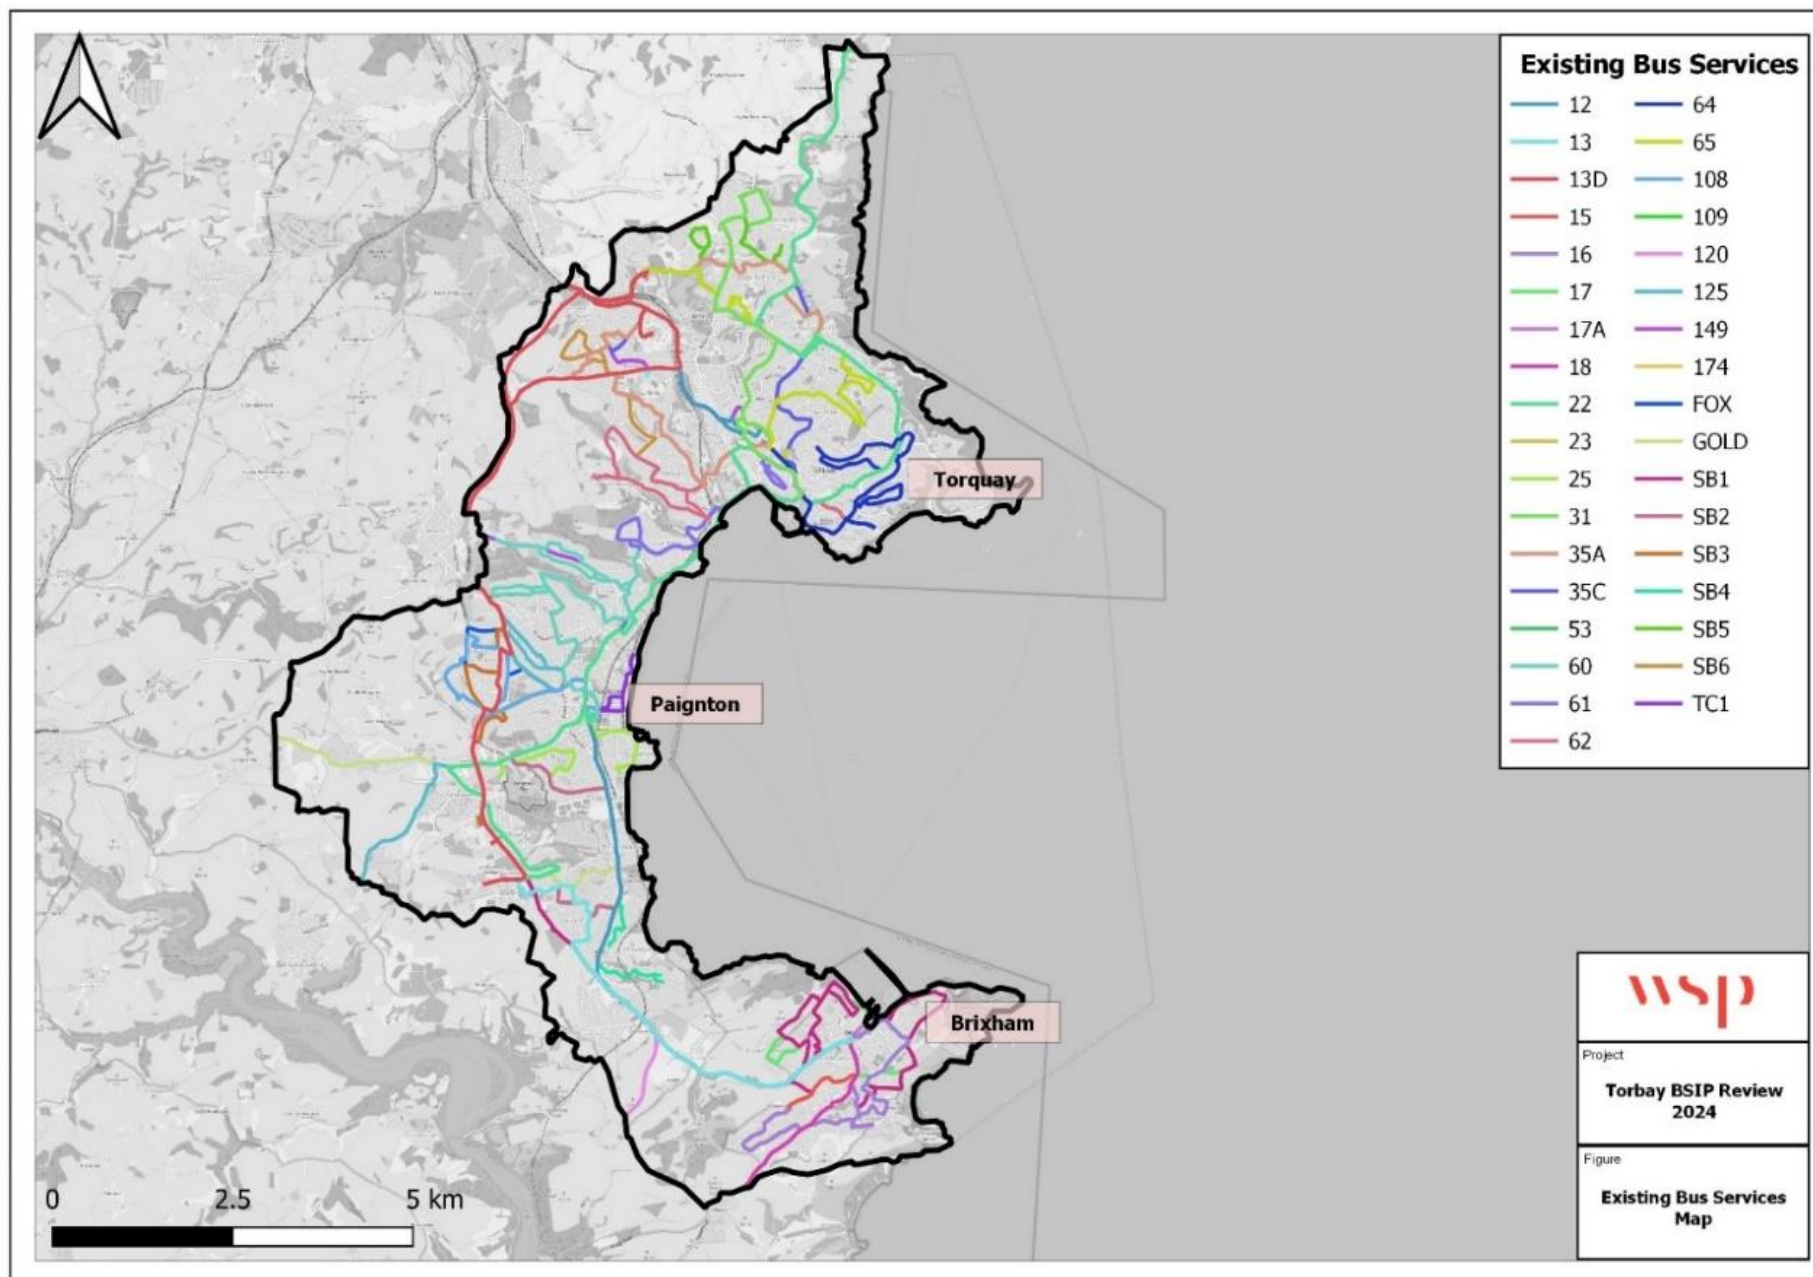 Existing Bus Services
12
13
13D
15
16
17
17A
18
22
23
25
31
35A
35C
53
60
61
62
64
65
108
109
120
125
149
174
FOX
GOLD
SB1
SB2
SB3
SB4
SB5
SB6
TC1
Torquay
Paignton
Brixham
0 2.5 5 km
wsp
Project
Torbay BSIP Review
2024
Figure
Existing Bus Services
Map